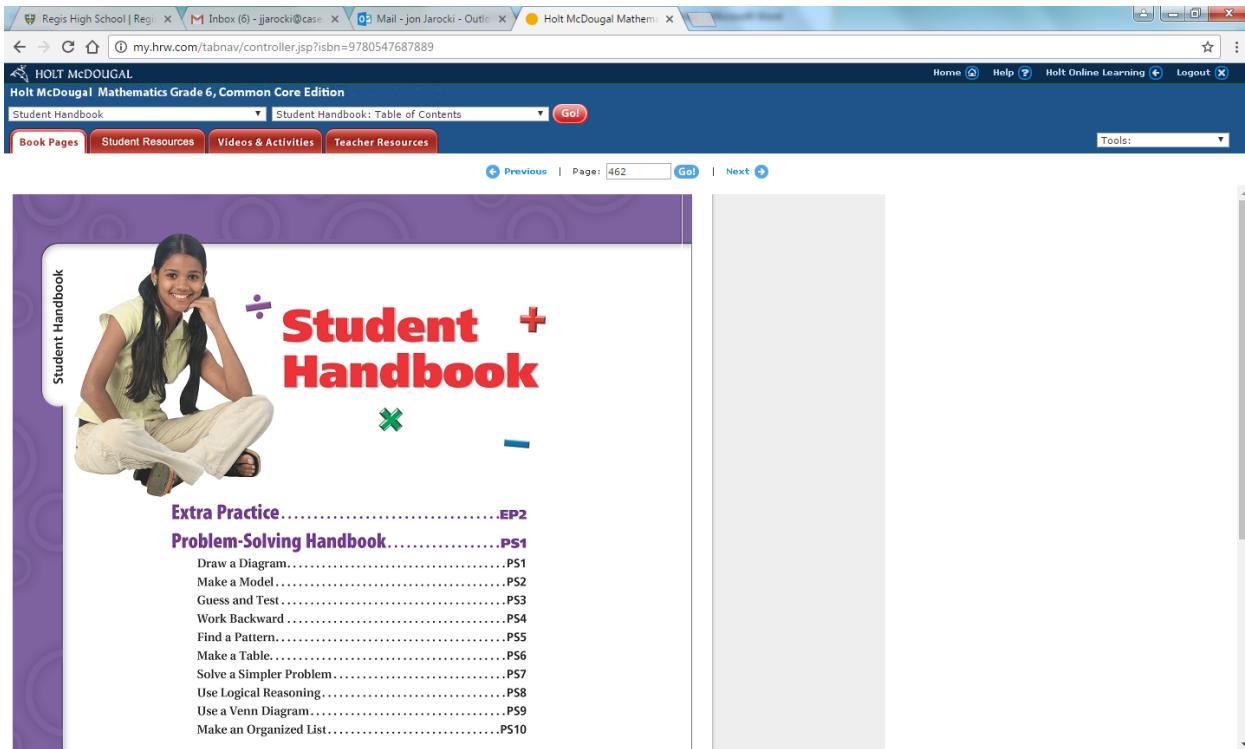 Regis High School | Regi
Inbox (6) - jjarocki@case.
Mail - jon Jarocki - Outlo
Holt McDougal Mathema
my.hrw.com/tabnav/controller.jsp?isbn=9780547687889
HOLT McDOUGAL
Home Help ? Holt Online Learning Logout
Holt McDougal Mathematics Grade 6, Common Core Edition
Student Handbook Student Handbook: Table of Contents Go!
Book Pages Student Resources Videos & Activities Teacher Resources Tools:
Previous | Page: 462 Go! | Next
Student Handbook
÷
Student +
Handbook
×
−
Extra Practice..................................EP2
Problem-Solving Handbook..................PS1
Draw a Diagram..................................PS1
Make a Model....................................PS2
Guess and Test...................................PS3
Work Backward..................................PS4
Find a Pattern....................................PS5
Make a Table.....................................PS6
Solve a Simpler Problem...........................PS7
Use Logical Reasoning.............................PS8
Use a Venn Diagram...............................PS9
Make an Organized List............................PS10